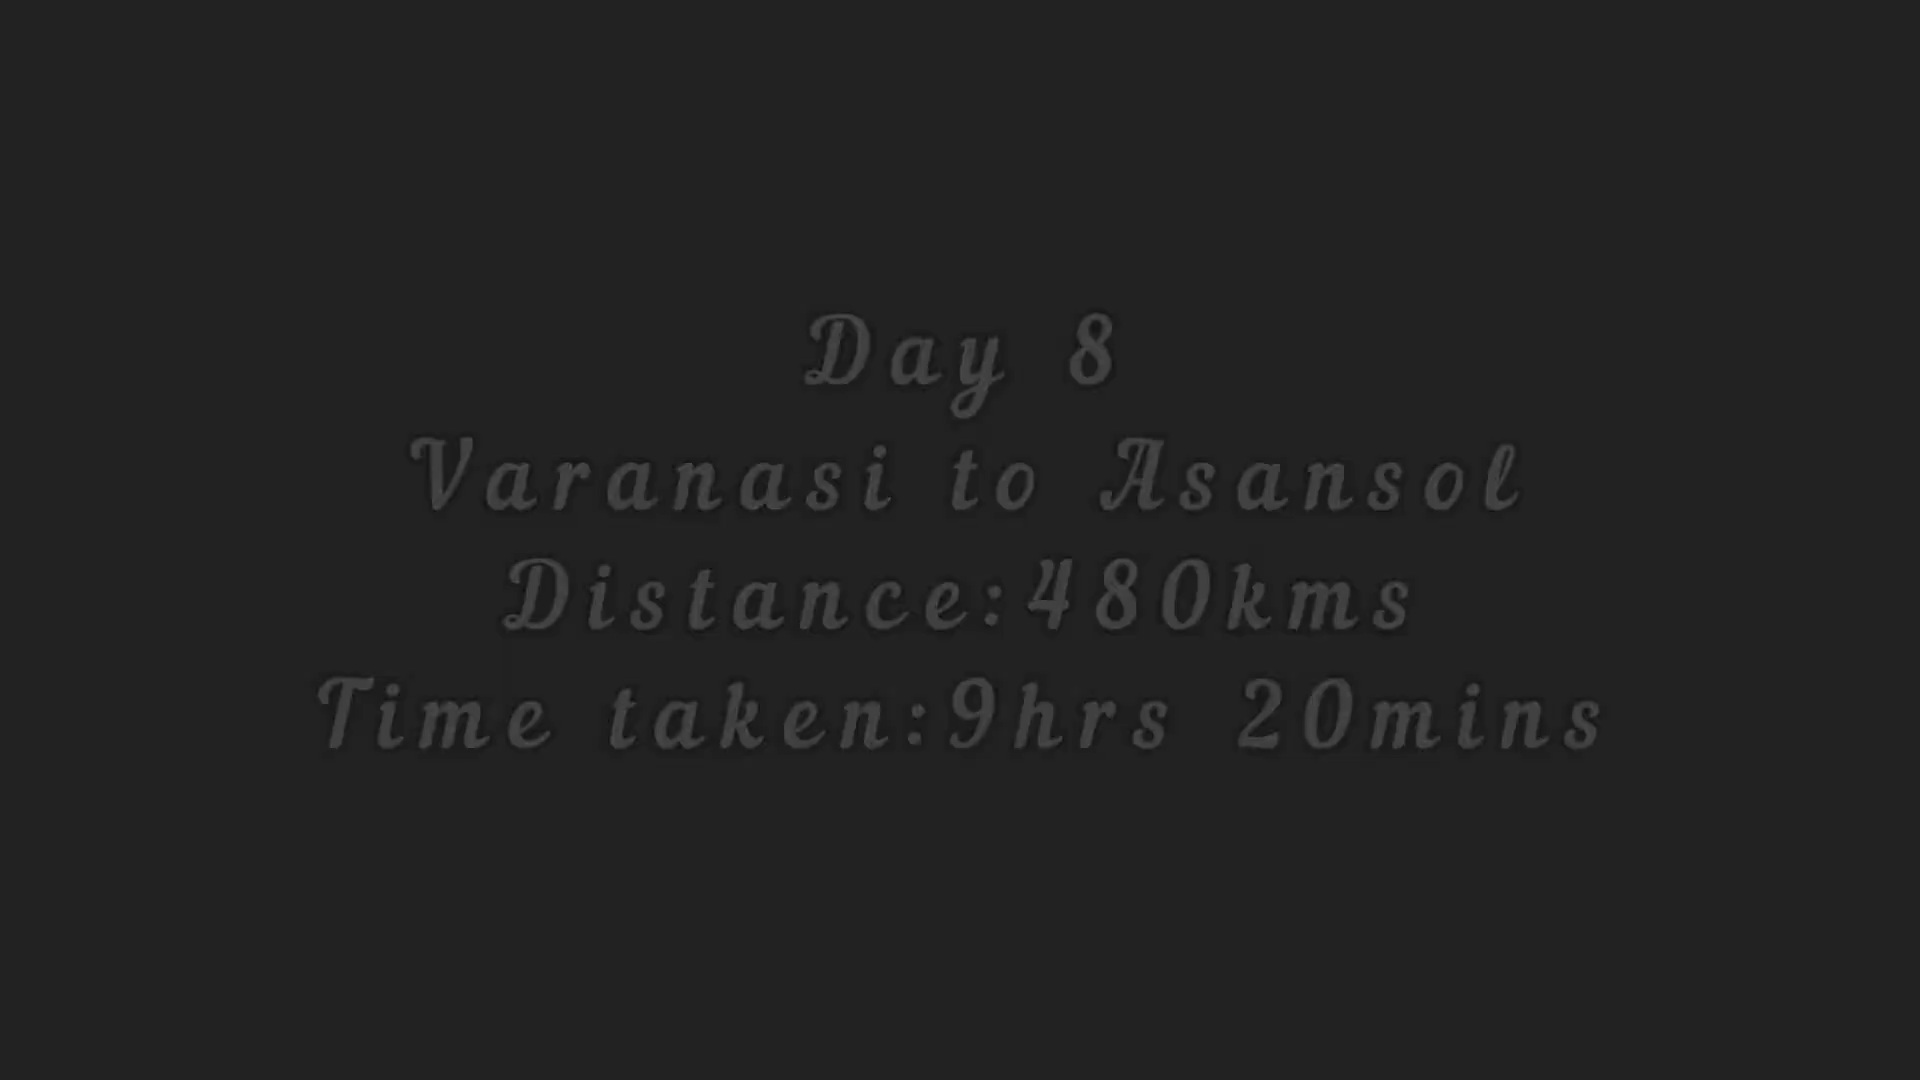 Day 8
Varanasi to Asansol
Distance:480kms
Time taken:9hrs 20mins